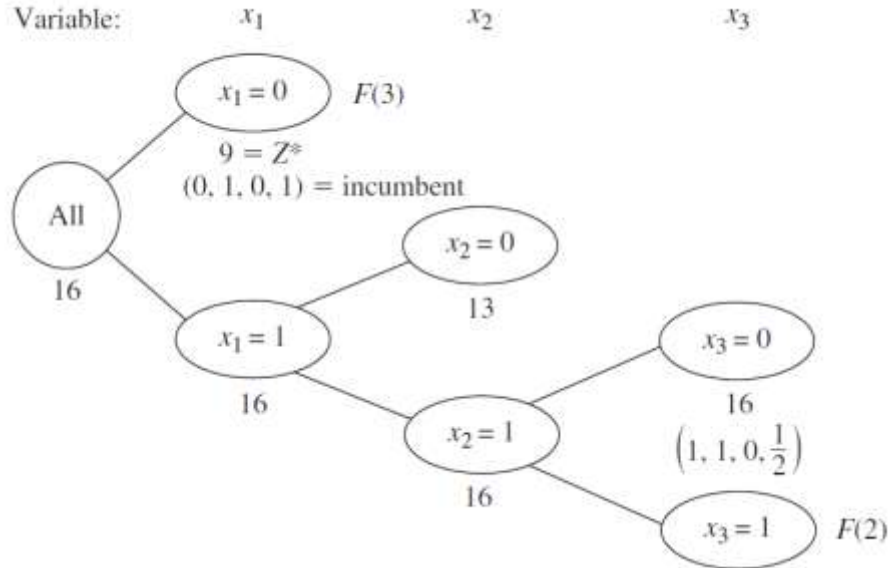 Variable: x₁ x₂ x₃
x₁ = 0 F(3)
9 = Z*
(0, 1, 0, 1) = incumbent
All
16
x₂ = 0
13
x₁ = 1
16
x₃ = 0
16
(1, 1, 0, 1/2)
x₂ = 1
16
x₃ = 1 F(2)